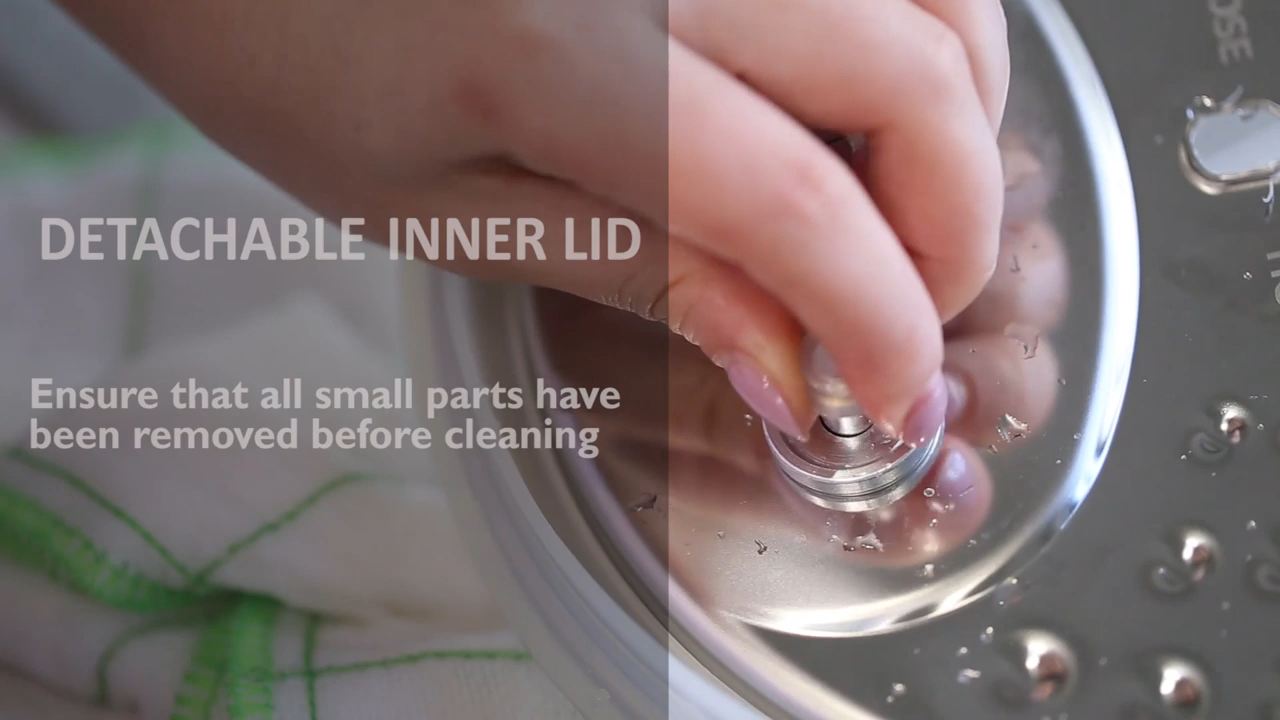 DETACHABLE INNER LID
Ensure that all small parts have
been removed before cleaning